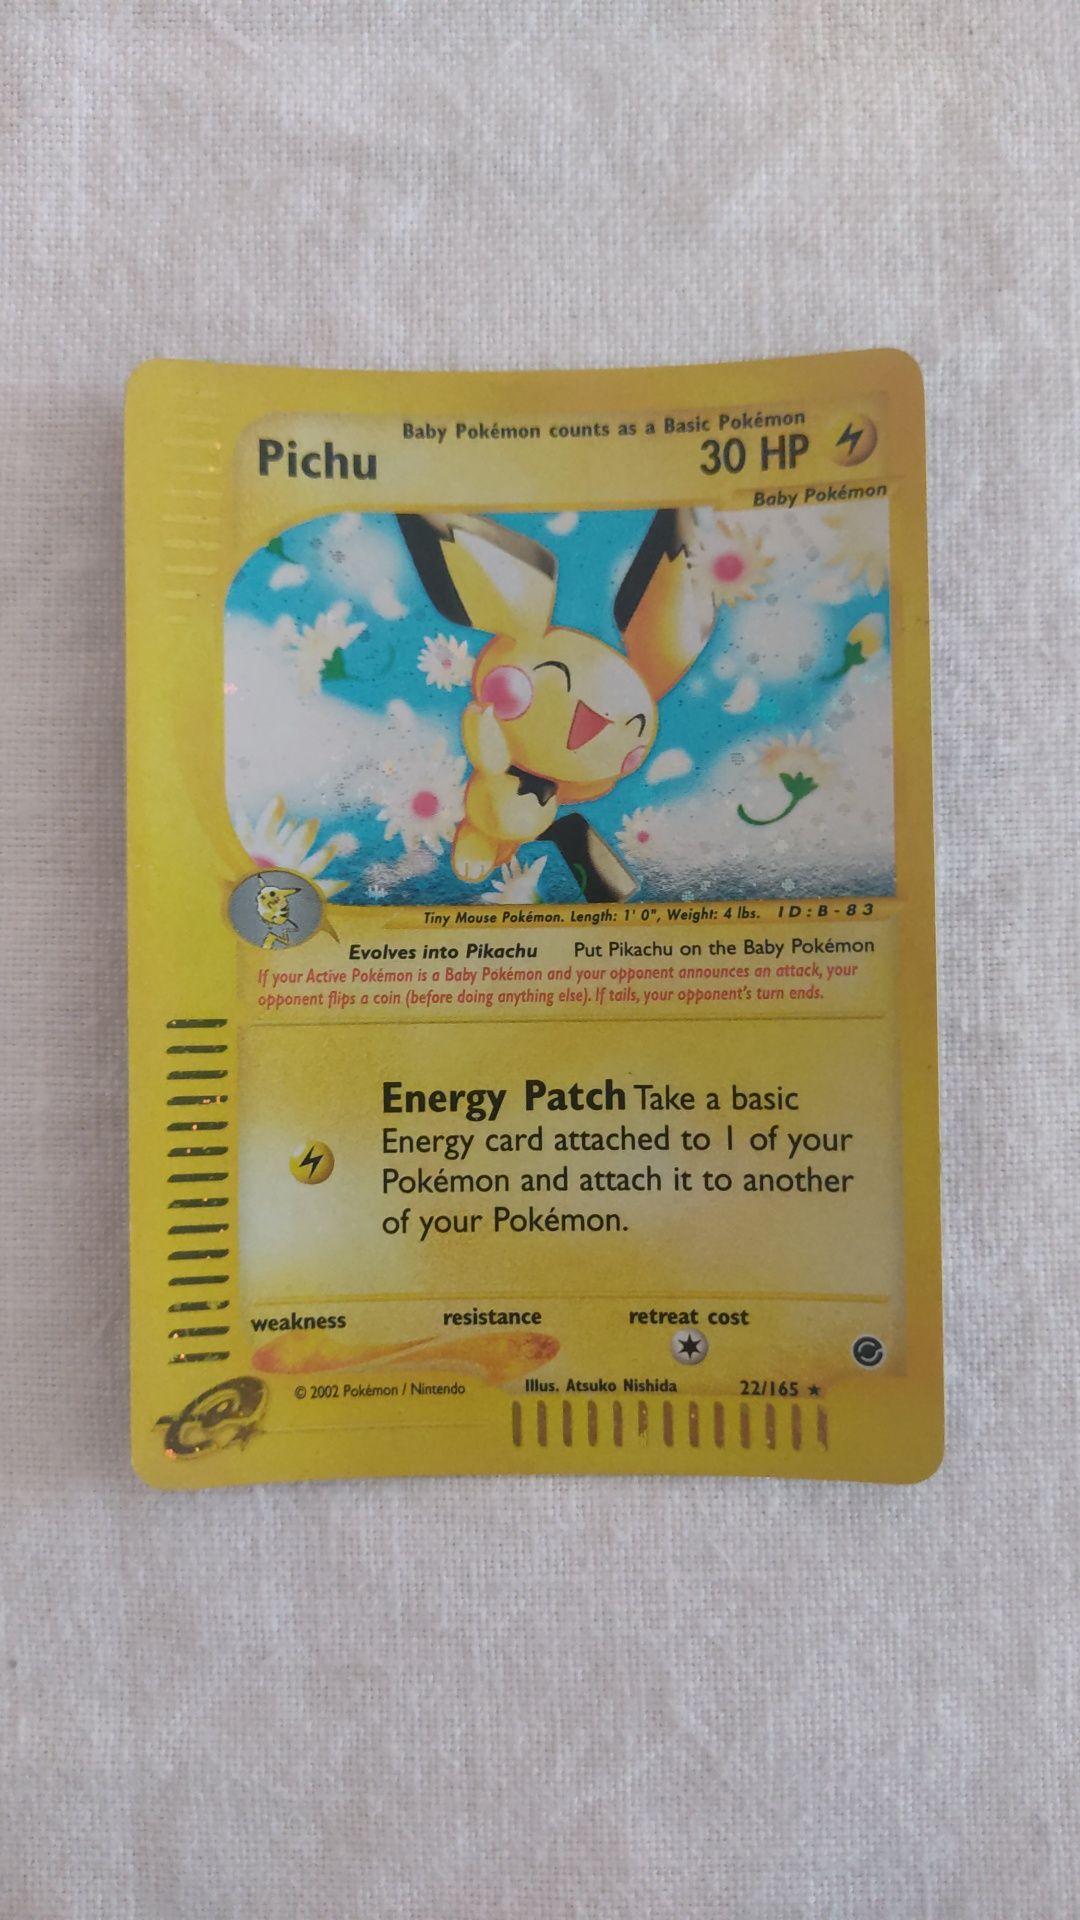 Baby Pokémon counts as a Basic Pokémon
Pichu 30 HP
Baby Pokémon
Tiny Mouse Pokémon. Length: 1' 0", Weight: 4 lbs. ID:B-83
Evolves into Pikachu Put Pikachu on the Baby Pokémon
If your Active Pokémon is a Baby Pokémon and your opponent announces an attack, your
opponent flips a coin (before doing anything else). If tails, your opponent's turn ends.
Energy Patch Take a basic
Energy card attached to 1 of your
Pokémon and attach it to another
of your Pokémon.
weakness resistance retreat cost
© 2002 Pokémon / Nintendo Illus. Atsuko Nishida 22/165 ★
e